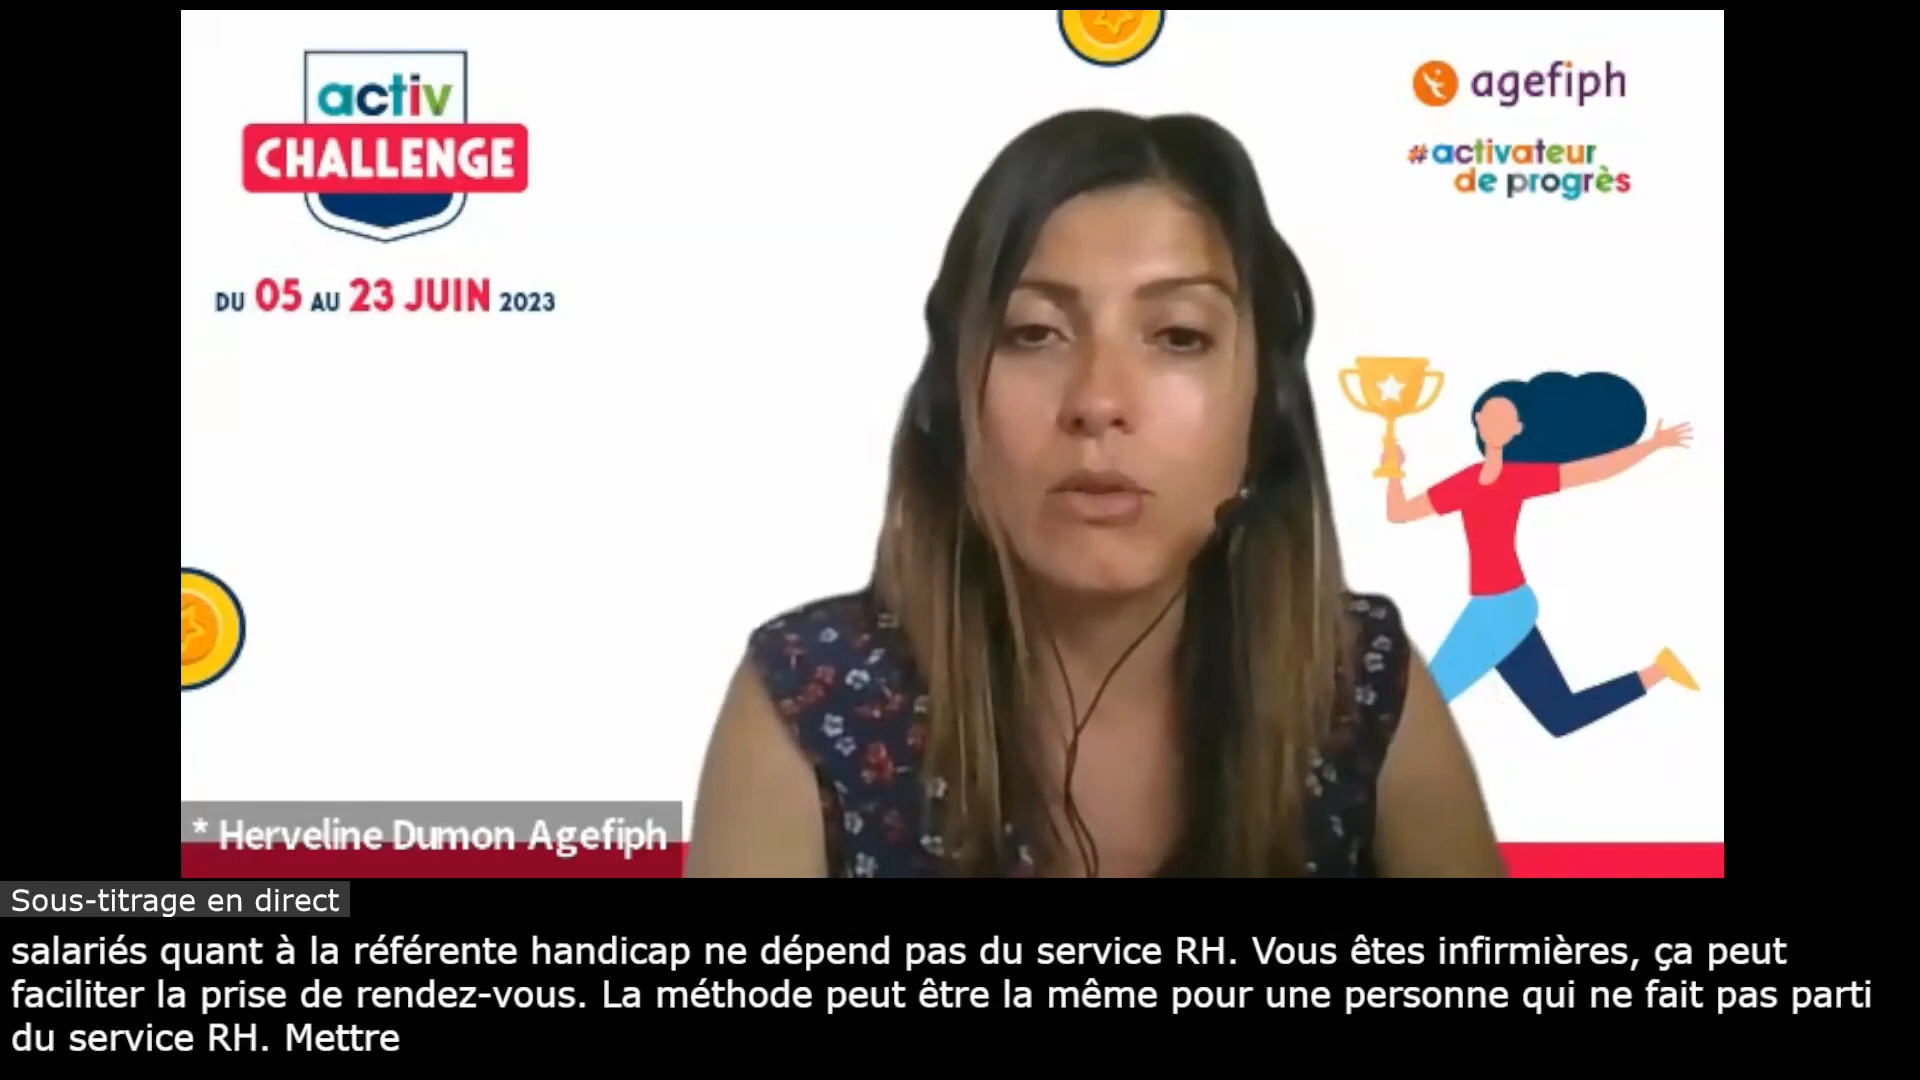 activ
CHALLENGE
DU 05 AU 23 JUIN 2023
agefiph
#activateur
de progrès
* Herveline Dumon Agefiph
Sous-titrage en direct
salariés quant à la référente handicap ne dépend pas du service RH. Vous êtes infirmières, ça peut
faciliter la prise de rendez-vous. La méthode peut être la même pour une personne qui ne fait pas parti
du service RH. Mettre